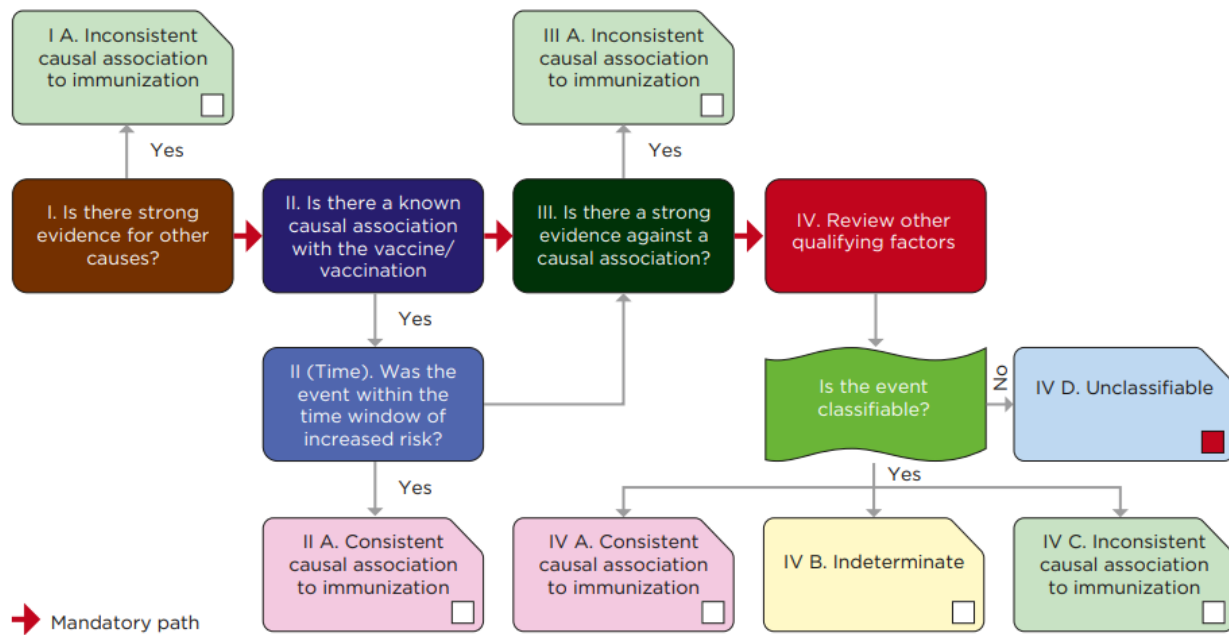 I A. Inconsistent
causal association
to immunization
III A. Inconsistent
causal association
to immunization
Yes
Yes
I. Is there strong
evidence for other
causes?
II. Is there a known
causal association
with the vaccine/
vaccination
III. Is there a strong
evidence against a
causal association?
IV. Review other
qualifying factors
Yes
II (Time). Was the
event within the
time window of
increased risk?
Is the event
classifiable?
No
IV D. Unclassifiable
Yes
Yes
II A. Consistent
causal association
to immunization
IV A. Consistent
causal association
to immunization
IV B. Indeterminate
IV C. Inconsistent
causal association
to immunization
Mandatory path